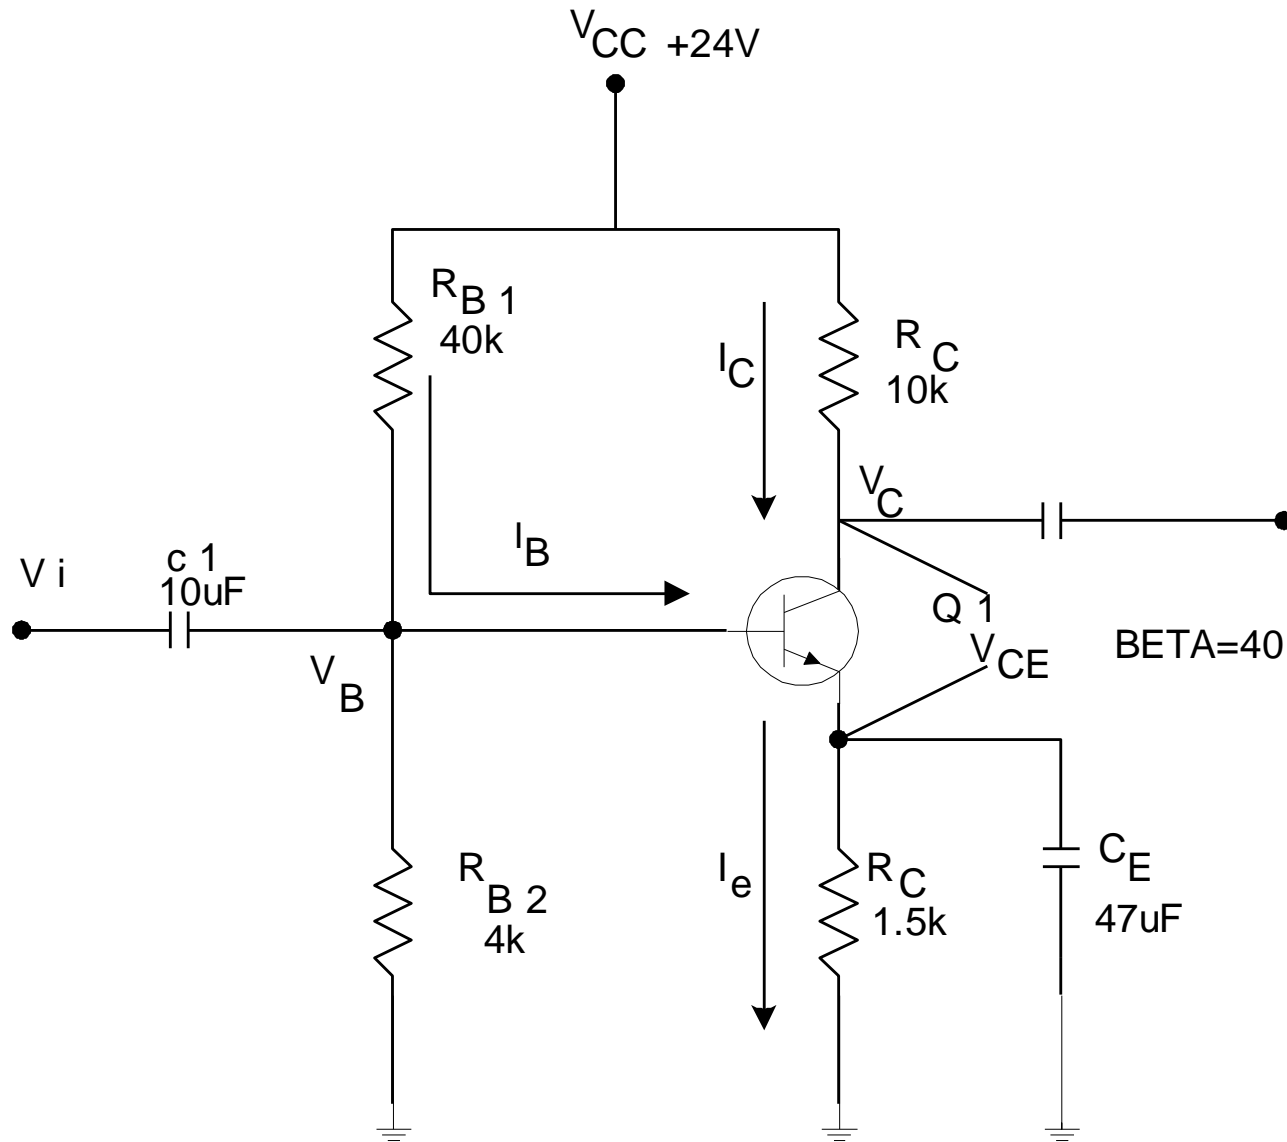 VCC +24V
RB 1
40k
IC
RC
10k
VC
IB
c 1
10uF
V i
VB
Q 1
VCE
BETA=40
RB 2
4k
Ie
RC
1.5k
CE
47uF